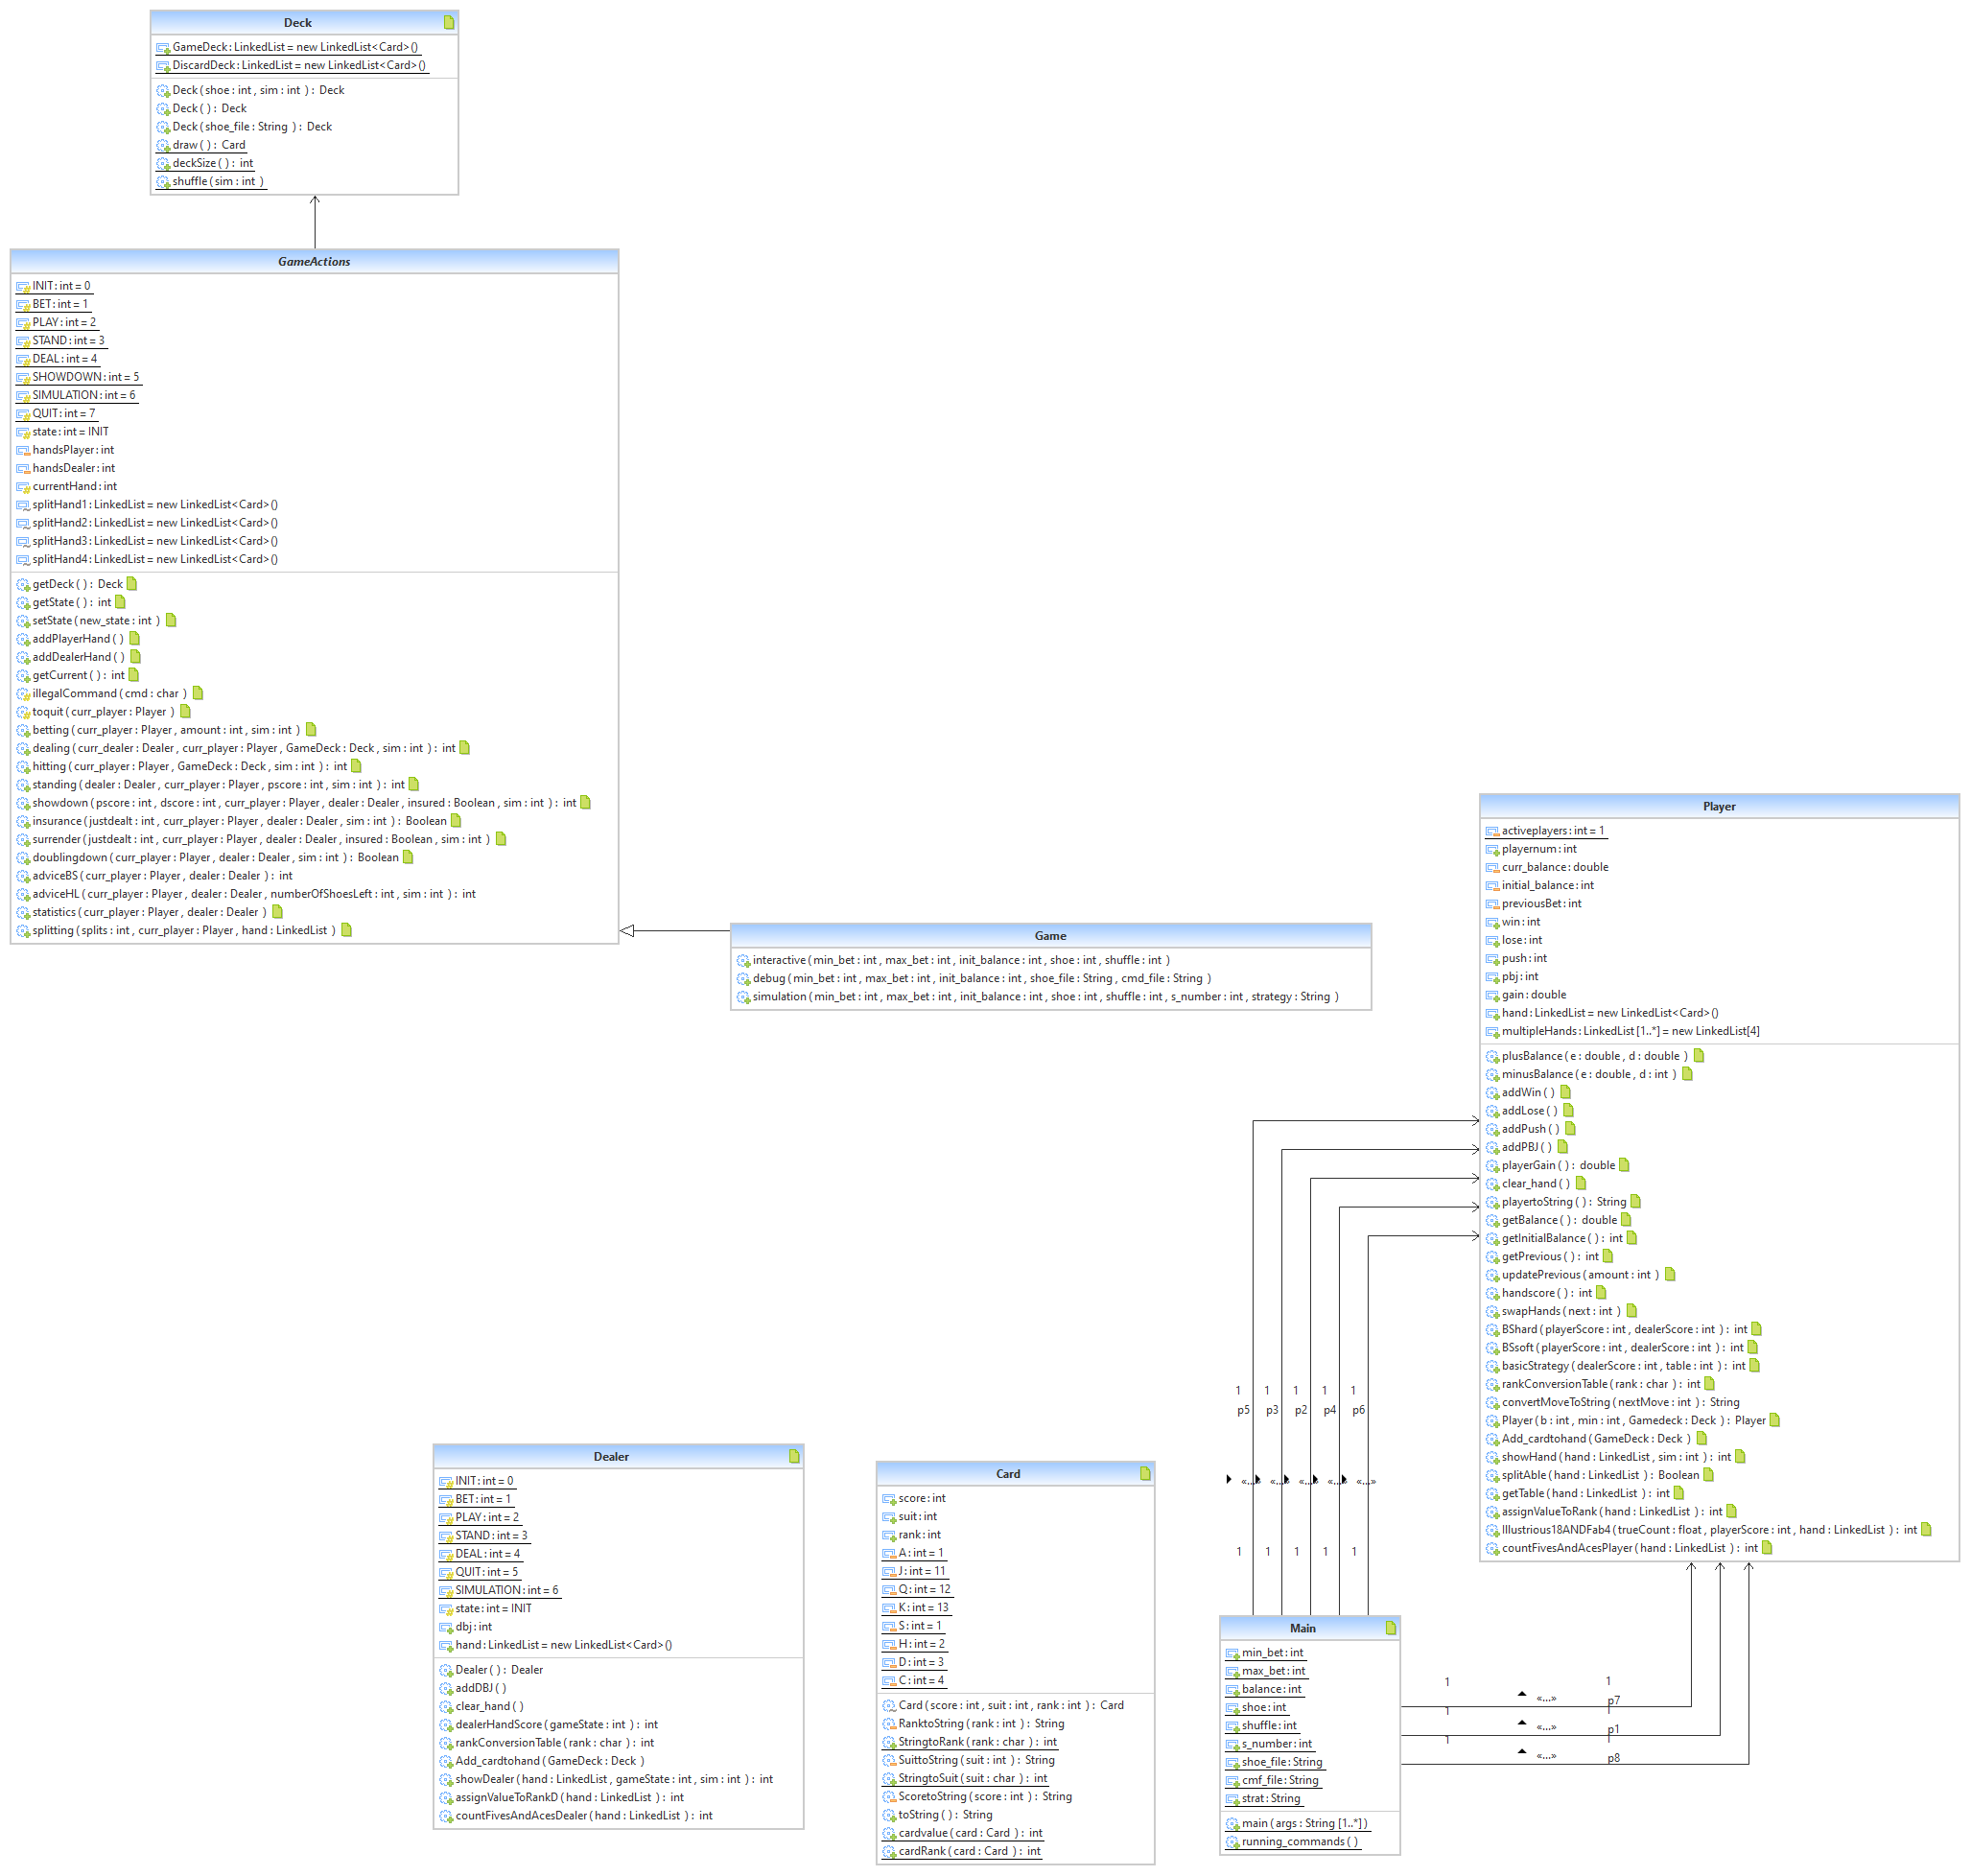 Deck
GameDeck : LinkedList = new LinkedList<Card>()
DiscardDeck : LinkedList = new LinkedList<Card>()
Deck ( shoe : int , sim : int ) : Deck
Deck ( ) : Deck
Deck ( shoe_file : String ) : Deck
draw ( ) : Card
deckSize ( ) : int
shuffle ( sim : int )
GameActions
INIT : int = 0
BET : int = 1
PLAY : int = 2
STAND : int = 3
DEAL : int = 4
SHOWDOWN : int = 5
SIMULATION : int = 6
QUIT : int = 7
state : int = INIT
handsPlayer : int
handsDealer : int
currentHand : int
splitHand1 : LinkedList = new LinkedList<Card>()
splitHand2 : LinkedList = new LinkedList<Card>()
splitHand3 : LinkedList = new LinkedList<Card>()
splitHand4 : LinkedList = new LinkedList<Card>()
getDeck ( ) : Deck
getState ( ) : int
setState ( new_state : int )
addPlayerHand ( )
addDealerHand ( )
getCurrent ( ) : int
illegalCommand ( cmd : char )
toquit ( curr_player : Player )
betting ( curr_player : Player , amount : int , sim : int )
dealing ( curr_dealer : Dealer , curr_player : Player , GameDeck : Deck , sim : int ) : int
hitting ( curr_player : Player , GameDeck : Deck , sim : int ) : int
standing ( dealer : Dealer , curr_player : Player , pscore : int , sim : int ) : int
showdown ( pscore : int , dscore : int , curr_player : Player , dealer : Dealer , insured : Boolean , sim : int ) : int
insurance ( justdealt : int , curr_player : Player , dealer : Dealer , sim : int ) : Boolean
surrender ( justdealt : int , curr_player : Player , dealer : Dealer , insured : Boolean , sim : int )
doublingdown ( curr_player : Player , dealer : Dealer , sim : int ) : Boolean
adviceBS ( curr_player : Player , dealer : Dealer ) : int
adviceHL ( curr_player : Player , dealer : Dealer , numberOfShoesLeft : int , sim : int ) : int
statistics ( curr_player : Player , dealer : Dealer )
splitting ( splits : int , curr_player : Player , hand : LinkedList )
Game
interactive ( min_bet : int , max_bet : int , init_balance : int , shoe : int , shuffle : int )
debug ( min_bet : int , max_bet : int , init_balance : int , shoe_file : String , cmd_file : String )
simulation ( min_bet : int , max_bet : int , init_balance : int , shoe : int , shuffle : int , s_number : int , strategy : String )
Player
activeplayers : int = 1
playernum : int
curr_balance : double
initial_balance : int
previousBet : int
win : int
lose : int
push : int
pbj : int
gain : double
hand : LinkedList = new LinkedList<Card>()
multipleHands : LinkedList [1..*] = new LinkedList[4]
plusBalance ( e : double , d : double )
minusBalance ( e : double , d : int )
addWin ( )
addLose ( )
addPush ( )
addPBJ ( )
playerGain ( ) : double
clear_hand ( )
playertoString ( ) : String
getBalance ( ) : double
getInitialBalance ( ) : int
getPrevious ( ) : int
updatePrevious ( amount : int )
handscore ( ) : int
swapHands ( next : int )
BShard ( playerScore : int , dealerScore : int ) : int
BSsoft ( playerScore : int , dealerScore : int ) : int
basicStrategy ( dealerScore : int , table : int ) : int
rankConversionTable ( rank : char ) : int
convertMoveToString ( nextMove : int ) : String
Player ( b : int , min : int , Gamedeck : Deck ) : Player
Add_cardtohand ( GameDeck : Deck )
showHand ( hand : LinkedList , sim : int ) : int
splitAble ( hand : LinkedList ) : Boolean
getTable ( hand : LinkedList ) : int
assignValueToRank ( hand : LinkedList ) : int
Illustrious18ANDFab4 ( trueCount : float , playerScore : int , hand : LinkedList ) : int
countFivesAndAcesPlayer ( hand : LinkedList ) : int
1 1 1 1 1
p5 p3 p2 p4 p6
«...» «...» «...» «...» «...»
1 1 1 1 1
Dealer
INIT : int = 0
BET : int = 1
PLAY : int = 2
STAND : int = 3
DEAL : int = 4
QUIT : int = 5
SIMULATION : int = 6
state : int = INIT
dbj : int
hand : LinkedList = new LinkedList<Card>()
Dealer ( ) : Dealer
addDBJ ( )
clear_hand ( )
dealerHandScore ( gameState : int ) : int
rankConversionTable ( rank : char ) : int
Add_cardtohand ( GameDeck : Deck )
showDealer ( hand : LinkedList , gameState : int , sim : int ) : int
assignValueToRankD ( hand : LinkedList ) : int
countFivesAndAcesDealer ( hand : LinkedList ) : int
Card
score : int
suit : int
rank : int
A : int = 1
J : int = 11
Q : int = 12
K : int = 13
S : int = 1
H : int = 2
D : int = 3
C : int = 4
Card ( score : int , suit : int , rank : int ) : Card
RanktoString ( rank : int ) : String
StringtoRank ( rank : char ) : int
SuittoString ( suit : int ) : String
StringtoSuit ( suit : char ) : int
ScoretoString ( score : int ) : String
toString ( ) : String
cardvalue ( card : Card ) : int
cardRank ( card : Card ) : int
Main
min_bet : int
max_bet : int
balance : int
shoe : int
shuffle : int
s_number : int
shoe_file : String
cmf_file : String
strat : String
main ( args : String [1..*] )
running_commands ( )
1 1
«...» p7
1 1
«...» p1
1 1
«...» p8